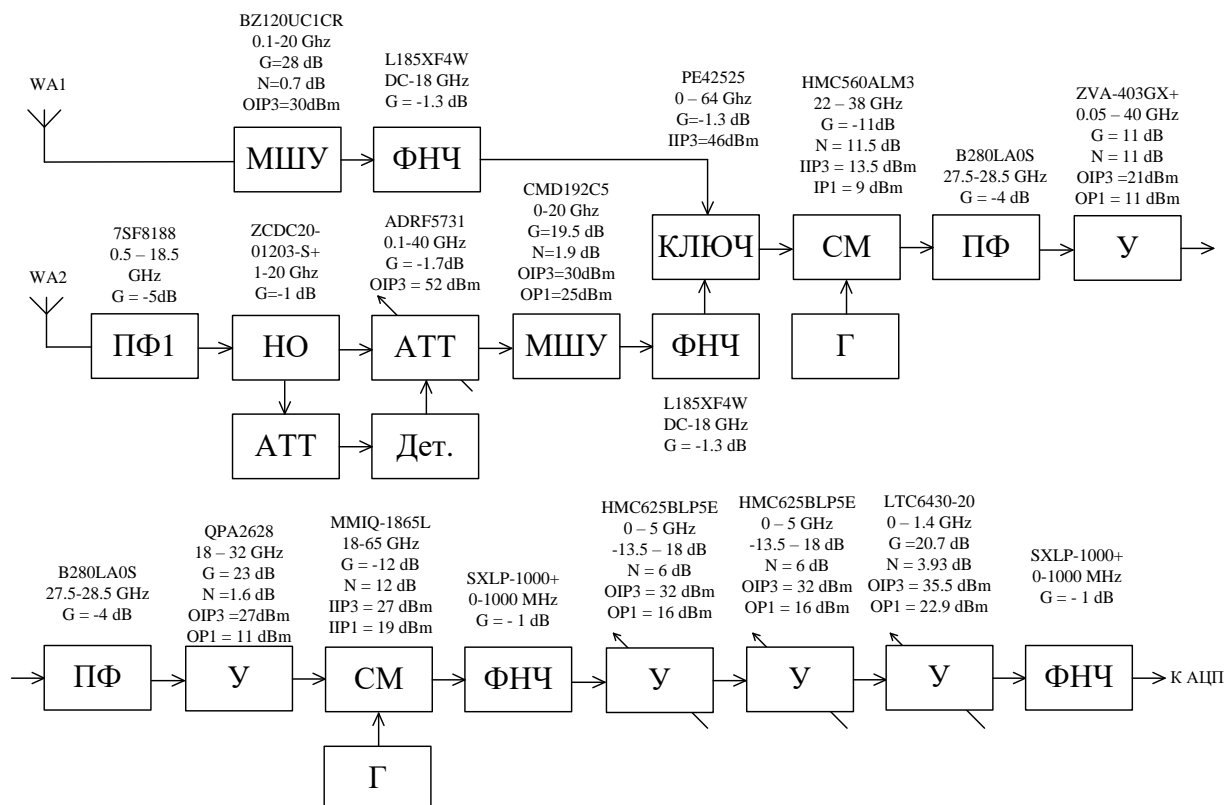 WA1
BZ120UC1CR
0.1-20 Ghz
G=28 dB
N=0.7 dB
OIP3=30dBm
МШУ
L185XF4W
DC-18 GHz
G = -1.3 dB
ФНЧ
PE42525
0 – 64 Ghz
G=-1.3 dB
IIP3=46dBm
КЛЮЧ
HMC560ALM3
22 – 38 GHz
G = -11dB
N = 11.5 dB
IIP3 = 13.5 dBm
IP1 = 9 dBm
СМ
B280LA0S
27.5-28.5 GHz
G = -4 dB
ПФ
ZVA-403GX+
0.05 – 40 GHz
G = 11 dB
N = 11 dB
OIP3 =21dBm
OP1 = 11 dBm
У
WA2
7SF8188
0.5 – 18.5
GHz
G = -5dB
ПФ1
ZCDC20-
01203-S+
1-20 Ghz
G=-1 dB
НО
ADRF5731
0.1-40 GHz
G = -1.7dB
OIP3 = 52 dBm
АТТ
CMD192C5
0-20 Ghz
G=19.5 dB
N=1.9 dB
OIP3=30dBm
OP1=25dBm
МШУ
ФНЧ
L185XF4W
DC-18 GHz
G = -1.3 dB
Г
АТТ
Дет.
B280LA0S
27.5-28.5 GHz
G = -4 dB
ПФ
QPA2628
18 – 32 GHz
G = 23 dB
N = 1.6 dB
OIP3 =27dBm
OP1 = 11 dBm
У
MMIQ-1865L
18-65 GHz
G = -12 dB
N = 12 dB
IIP3 = 27 dBm
IIP1 = 19 dBm
СМ
SXLP-1000+
0-1000 MHz
G = - 1 dB
ФНЧ
HMC625BLP5E
0 – 5 GHz
-13.5 – 18 dB
N = 6 dB
OIP3 = 32 dBm
OP1 = 16 dBm
У
HMC625BLP5E
0 – 5 GHz
-13.5 – 18 dB
N = 6 dB
OIP3 = 32 dBm
OP1 = 16 dBm
У
LTC6430-20
0 – 1.4 GHz
G =20.7 dB
N = 3.93 dB
OIP3 = 35.5 dBm
OP1 = 22.9 dBm
У
SXLP-1000+
0-1000 MHz
G = - 1 dB
ФНЧ
К АЦП
Г